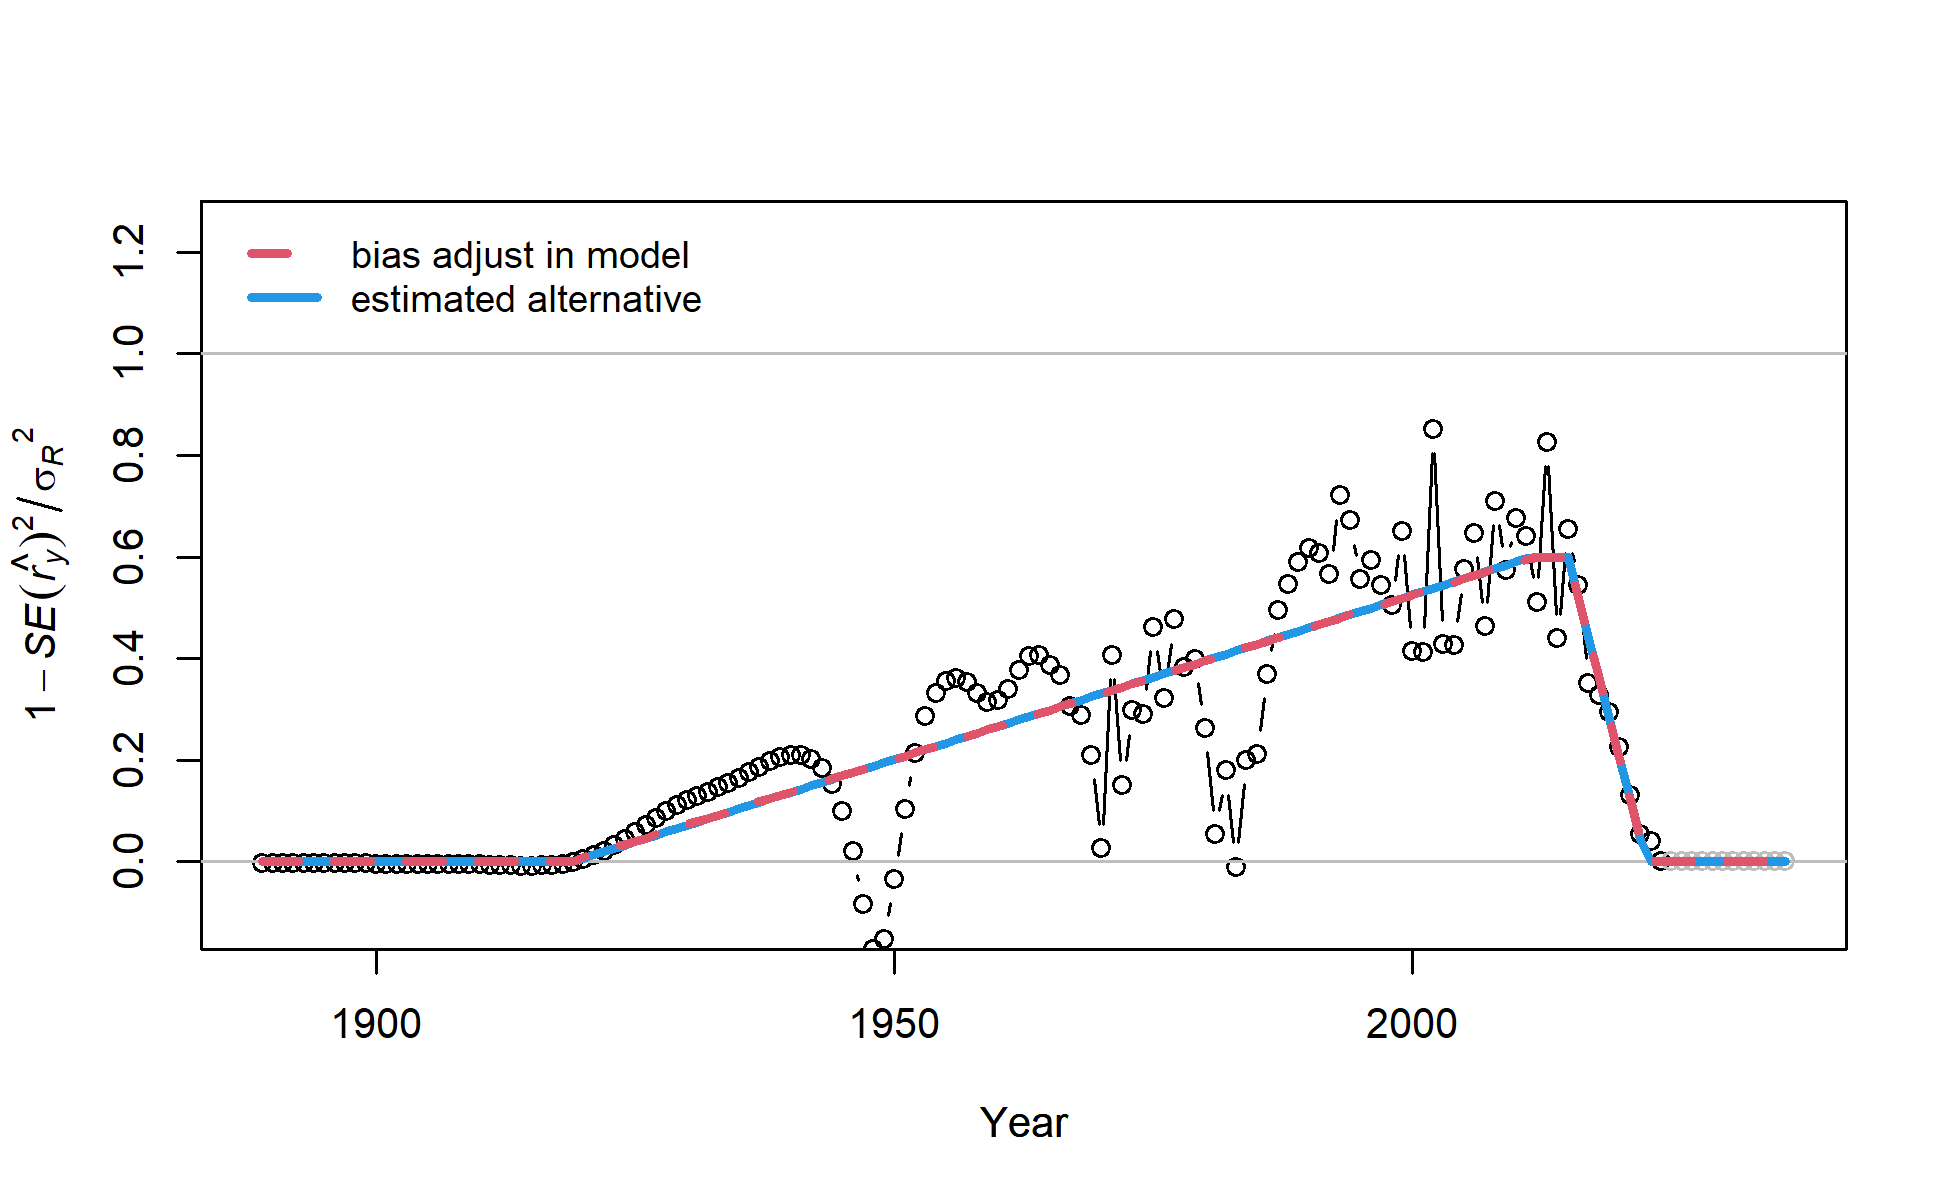 bias adjust in model
estimated alternative
1.2
1.0
0.8
0.6
0.4
0.2
0.0
1 − SE(r̂y)² / σR²
1900 1950 2000
Year